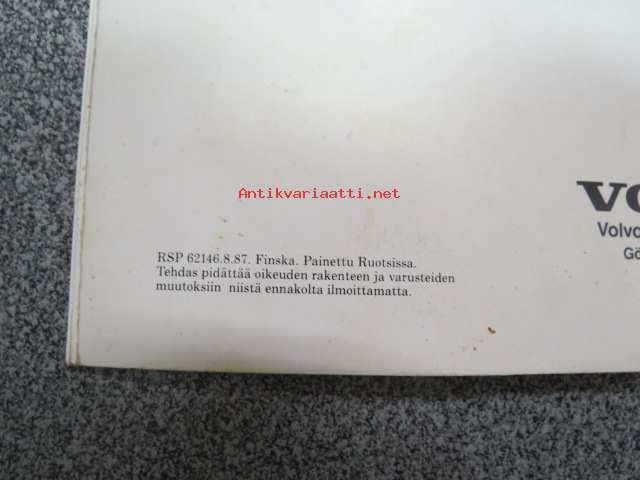 Antikvariaatti.net
VO
Volvo
Gö
RSP 62146.8.87. Finska. Painettu Ruotsissa.
Tehdas pidättää oikeuden rakenteen ja varusteiden
muutoksiin niistä ennakolta ilmoittamatta.